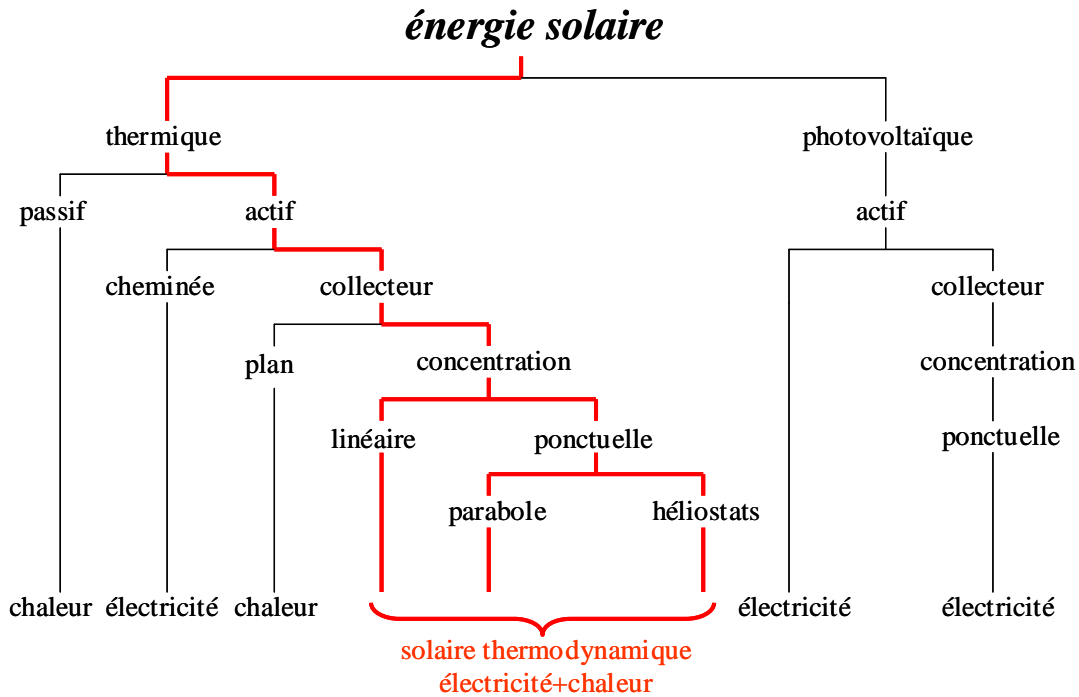 énergie solaire
thermique
photovoltaïque
passif
actif
actif
cheminée
collecteur
collecteur
plan
concentration
concentration
linéaire
ponctuelle
ponctuelle
parabole
héliostats
chaleur
électricité
chaleur
électricité
électricité
solaire thermodynamique
électricité+chaleur